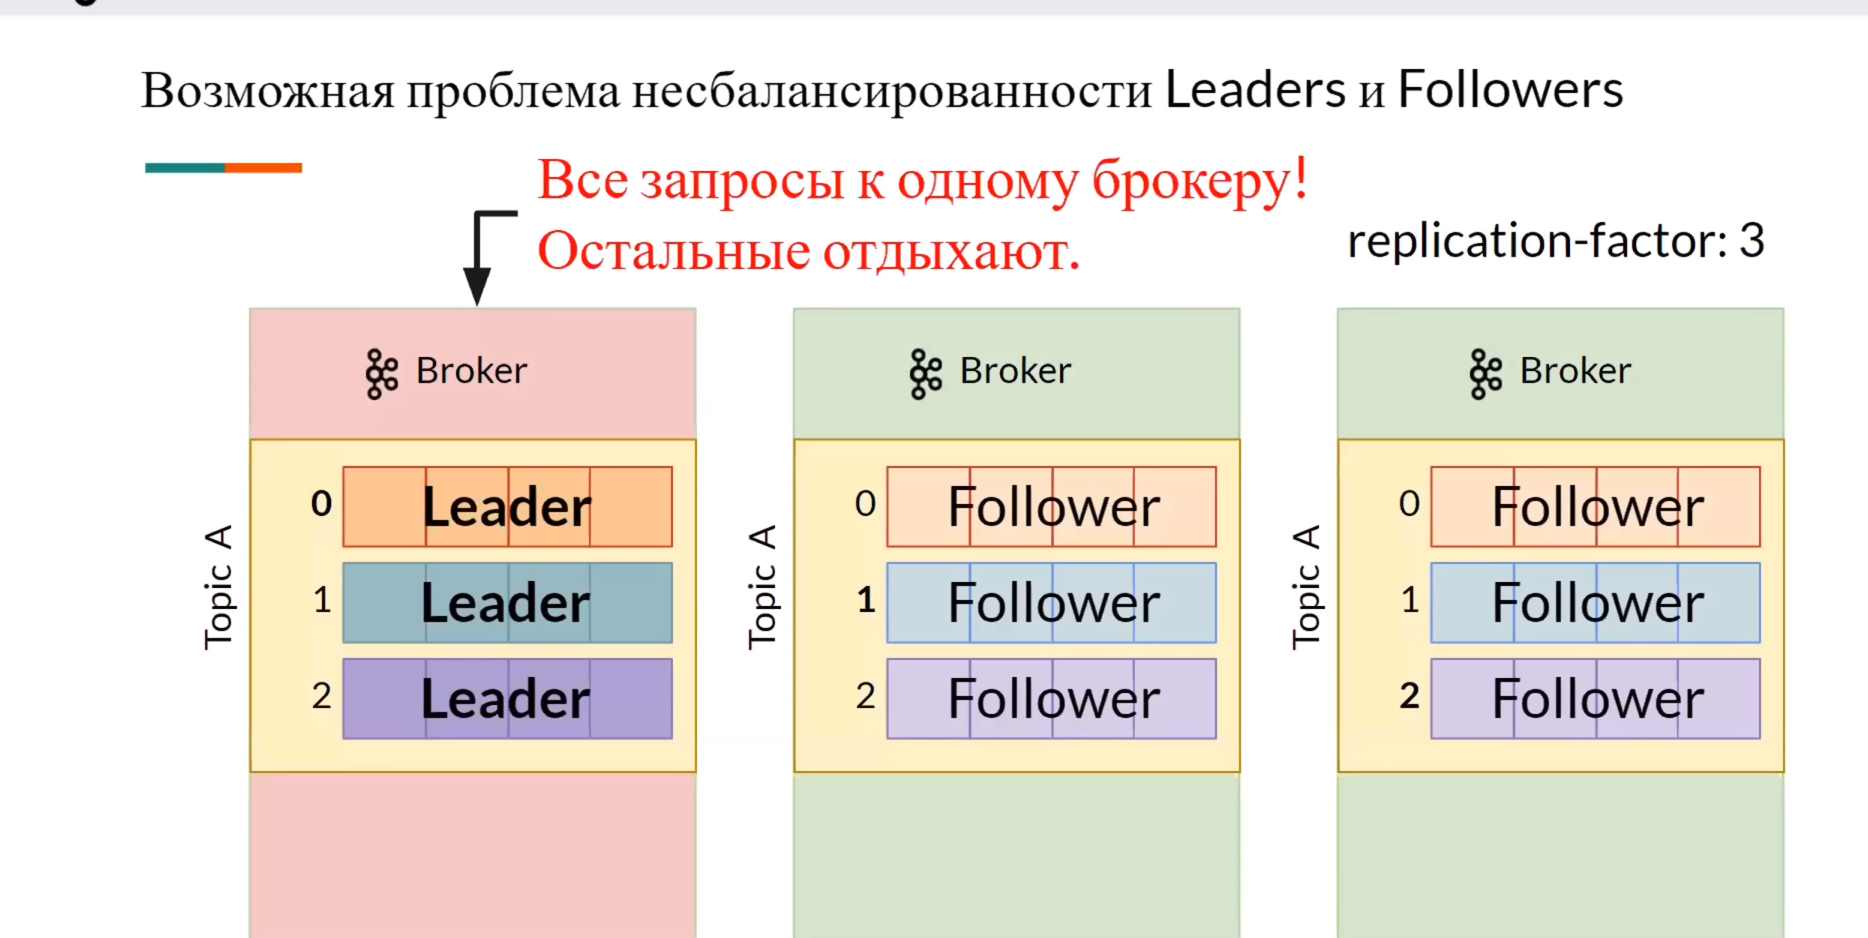 Возможная проблема несбалансированности Leaders и Followers
Все запросы к одному брокеру!
Остальные отдыхают.
replication-factor: 3
Broker
Topic A
0 Leader
1 Leader
2 Leader
Broker
Topic A
0 Follower
1 Follower
2 Follower
Broker
Topic A
0 Follower
1 Follower
2 Follower